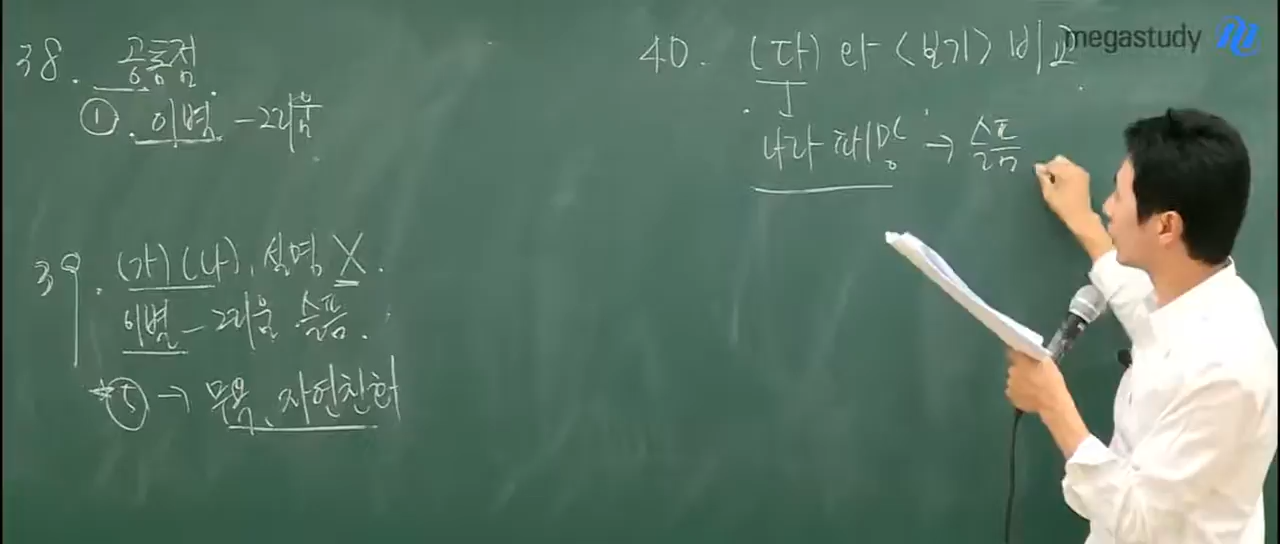 38. 공통점
① 이별 - 그리움
39. (가)(나). 설명 X.
이별 - 그리움 슬픔.
*⑤ → 무욕, 자연친화
40. (다) 와 <보기> 비교
나라 패망 → 슬픔
megastudy